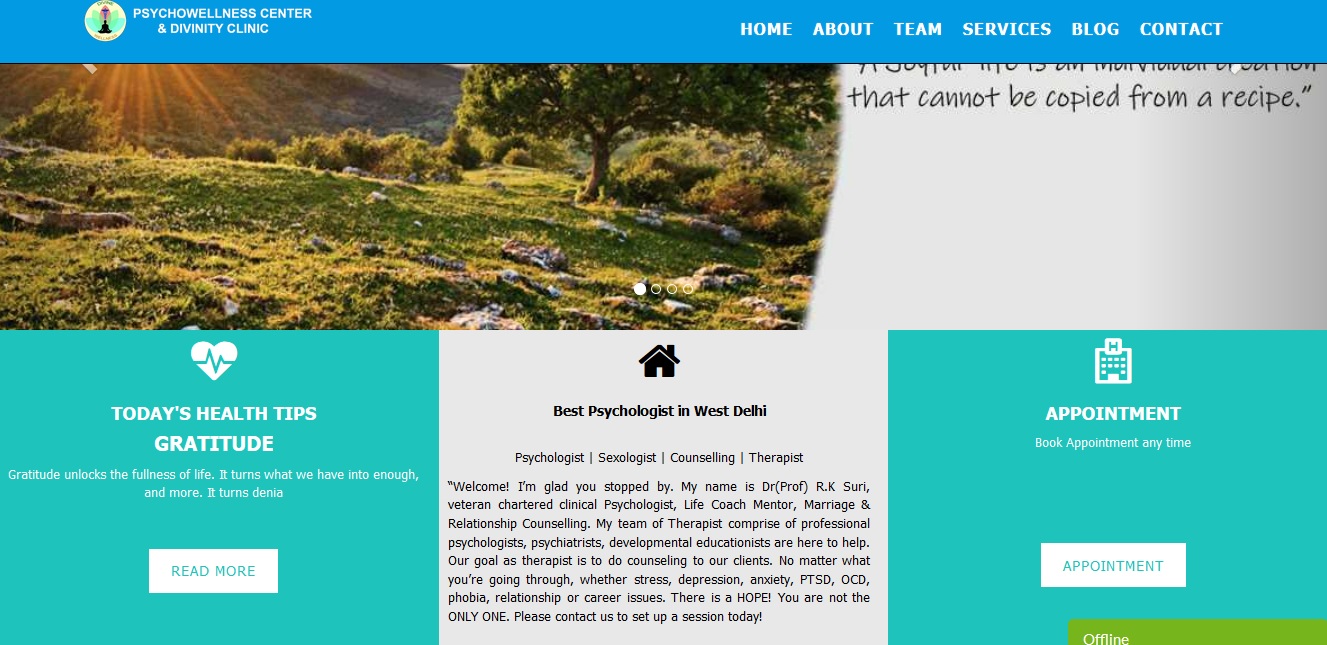 PSYCHOWELLNESS CENTER
& DIVINITY CLINIC
HOME ABOUT TEAM SERVICES BLOG CONTACT
"A joyful life is an individual creation
that cannot be copied from a recipe.”
TODAY'S HEALTH TIPS
GRATITUDE
Gratitude unlocks the fullness of life. It turns what we have into enough,
and more. It turns denia
READ MORE
Best Psychologist in West Delhi
Psychologist | Sexologist | Counselling | Therapist
“Welcome! I’m glad you stopped by. My name is Dr(Prof) R.K Suri,
veteran chartered clinical Psychologist, Life Coach Mentor, Marriage &
Relationship Counselling. My team of Therapist comprise of professional
psychologists, psychiatrists, developmental educationists are here to help.
Our goal as therapist is to do counseling to our clients. No matter what
you’re going through, whether stress, depression, anxiety, PTSD, OCD,
phobia, relationship or career issues. There is a HOPE! You are not the
ONLY ONE. Please contact us to set up a session today!
APPOINTMENT
Book Appointment any time
APPOINTMENT
Offline